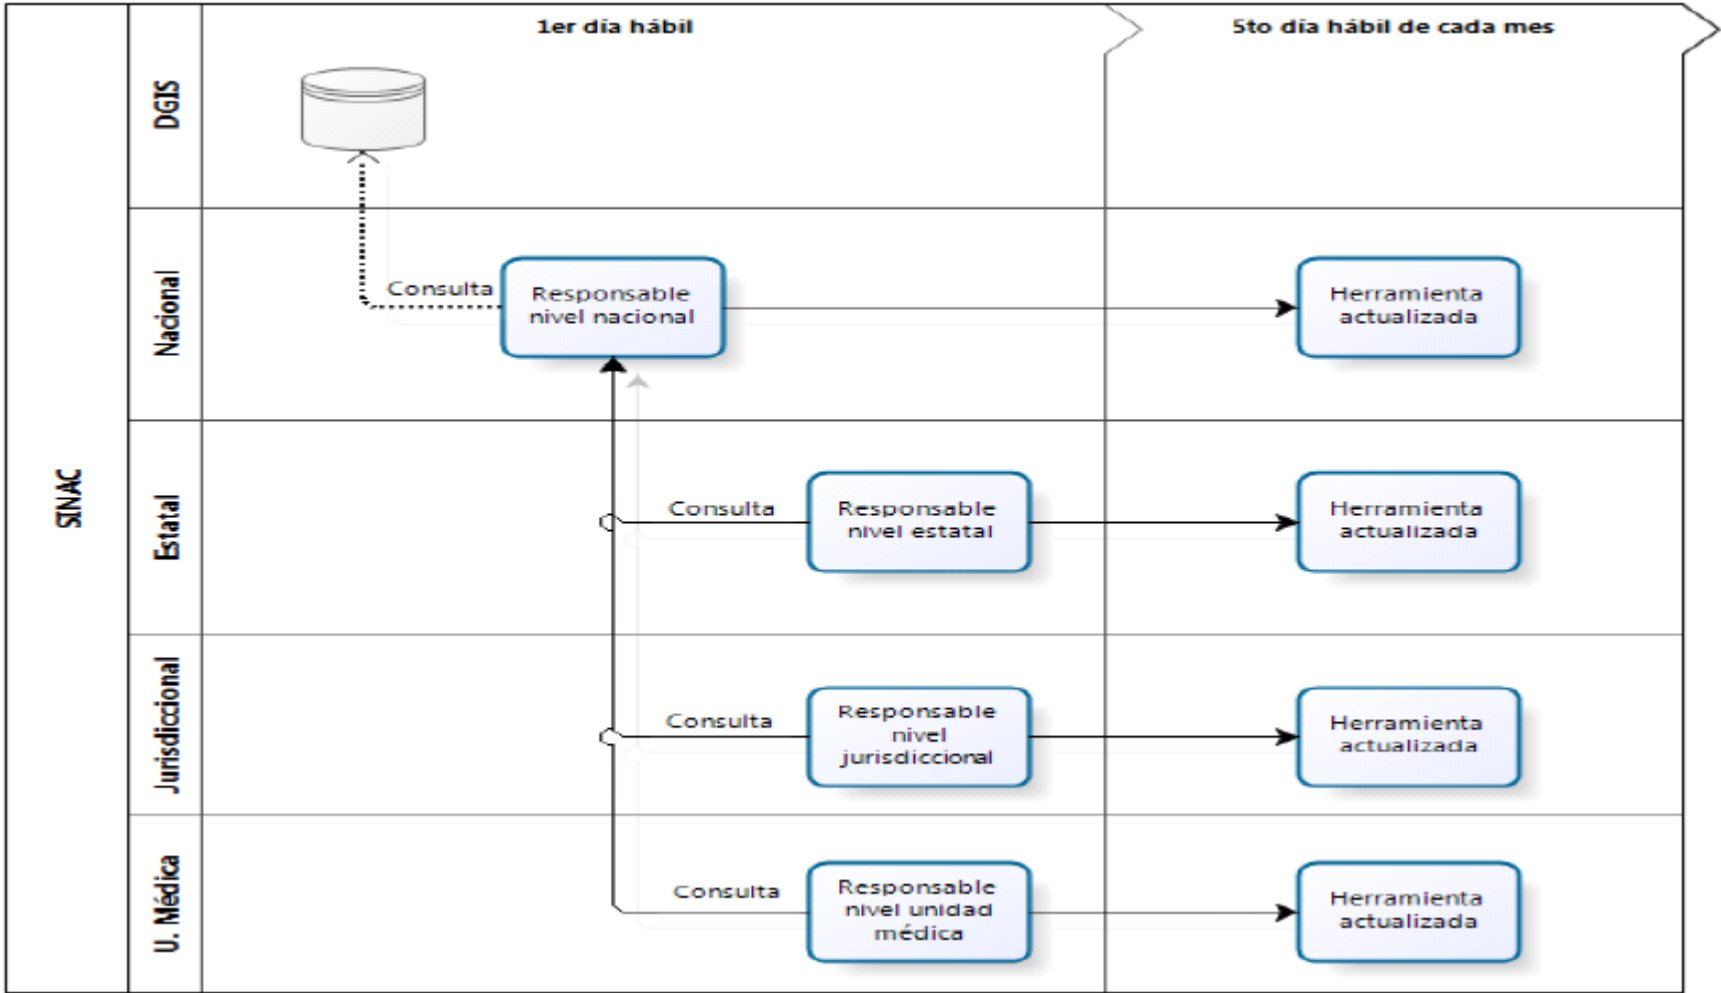 1er día hábil
5to día hábil de cada mes
SINAC
DGIS
Nacional
Consulta
Responsable
nivel nacional
Herramienta
actualizada
Estatal
Consulta
Responsable
nivel estatal
Herramienta
actualizada
Jurisdiccional
Consulta
Responsable
nivel
jurisdiccional
Herramienta
actualizada
U. Médica
Consulta
Responsable
nivel unidad
médica
Herramienta
actualizada